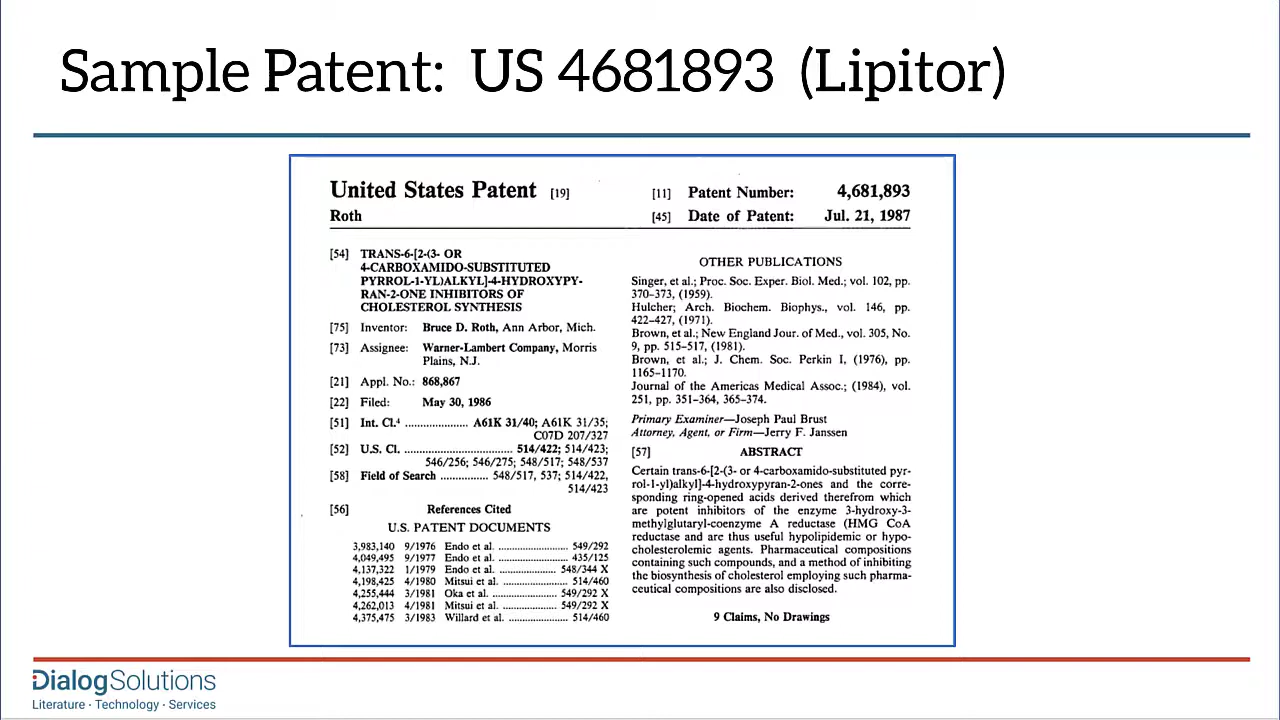 Sample Patent: US 4681893 (Lipitor)
United States Patent [19]
Roth
[11] Patent Number: 4,681,893
[45] Date of Patent: Jul. 21, 1987
[54] TRANS-6-[2-(3- OR
4-CARBOXAMIDO-SUBSTITUTED
PYRROL-1-YL)ALKYL]-4-HYDROXYPY-
RAN-2-ONE INHIBITORS OF
CHOLESTEROL SYNTHESIS
[75] Inventor: Bruce D. Roth, Ann Arbor, Mich.
[73] Assignee: Warner-Lambert Company, Morris
Plains, N.J.
[21] Appl. No.: 868,867
[22] Filed: May 30, 1986
[51] Int. Cl.⁴ .................... A61K 31/40; A61K 31/35;
C07D 207/327
[52] U.S. Cl. .................................. 514/422; 514/423;
546/256; 546/275; 548/517; 548/537
[58] Field of Search ............... 548/517, 537; 514/422,
514/423
[56] References Cited
U.S. PATENT DOCUMENTS
3,983,140 9/1976 Endo et al. ........................ 549/292
4,049,495 9/1977 Endo et al. ........................ 435/125
4,137,322 1/1979 Endo et al. .................... 548/344 X
4,198,425 4/1980 Mitsui et al. ....................... 514/460
4,255,444 3/1981 Oka et al. ....................... 549/292 X
4,262,013 4/1981 Mitsui et al. ................... 549/292 X
4,375,475 3/1983 Willard et al. ..................... 514/460
OTHER PUBLICATIONS
Singer, et al.; Proc. Soc. Exper. Biol. Med.; vol. 102, pp.
370-373, (1959).
Hulcher; Arch. Biochem. Biophys., vol. 146, pp.
422-427, (1971).
Brown, et al.; New England Jour. of Med., vol. 305, No.
9, pp. 515-517, (1981).
Brown, et al.; J. Chem. Soc. Perkin I, (1976), pp.
1165-1170.
Journal of the Americas Medical Assoc.; (1984), vol.
251, pp. 351-364, 365-374.
Primary Examiner—Joseph Paul Brust
Attorney, Agent, or Firm—Jerry F. Janssen
[57] ABSTRACT
Certain trans-6-[2-(3- or 4-carboxamido-substituted pyr-
rol-1-yl)alkyl]-4-hydroxypyran-2-ones and the corre-
sponding ring-opened acids derived therefrom which
are potent inhibitors of the enzyme 3-hydroxy-3-
methylglutaryl-coenzyme A reductase (HMG CoA
reductase and are thus useful hypolipidemic or hypo-
cholesterolemic agents. Pharmaceutical compositions
containing such compounds, and a method of inhibiting
the biosynthesis of cholesterol employing such pharma-
ceutical compositions are also disclosed.
9 Claims, No Drawings
DialogSolutions
Literature · Technology · Services